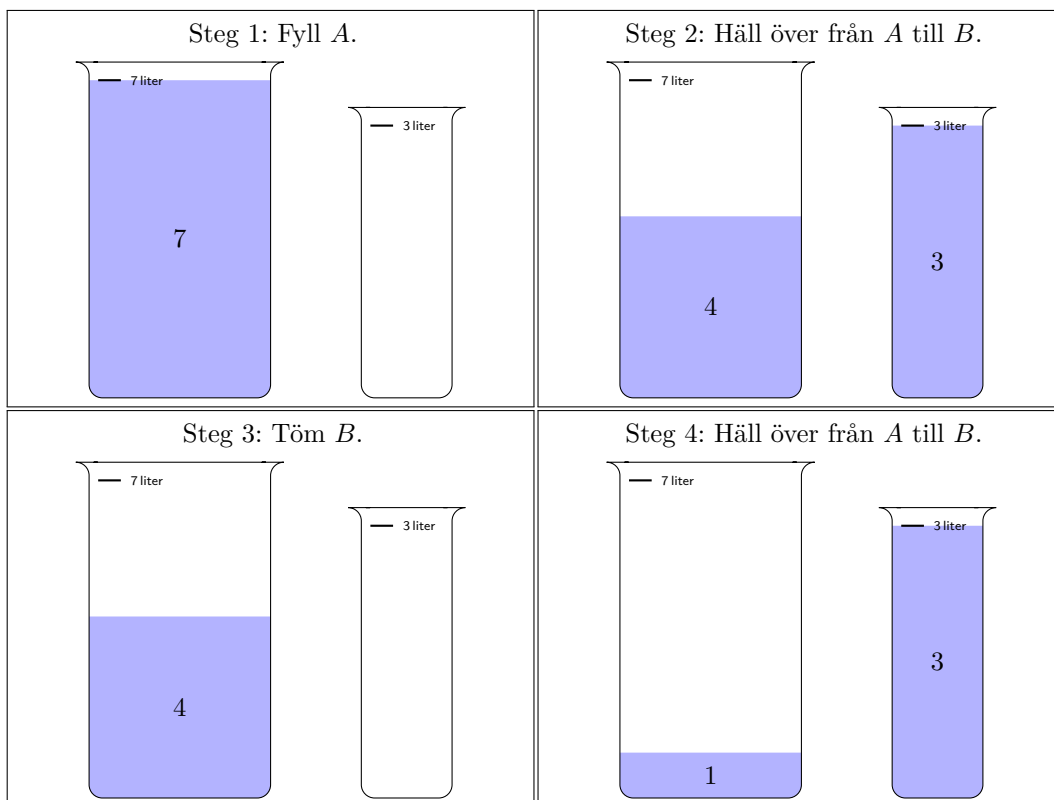 Steg 1: Fyll A.
7 liter
3 liter
7
Steg 2: Häll över från A till B.
7 liter
3 liter
3
4
Steg 3: Töm B.
7 liter
3 liter
4
Steg 4: Häll över från A till B.
7 liter
3 liter
3
1